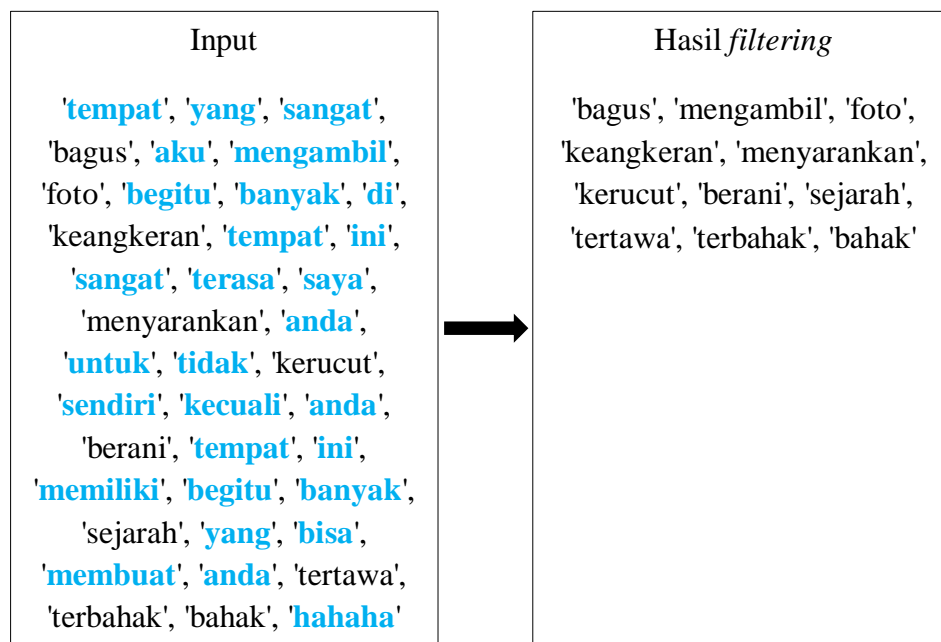 Input
'tempat', 'yang', 'sangat',
'bagus', 'aku', 'mengambil',
'foto', 'begitu', 'banyak', 'di',
'keangkeran', 'tempat', 'ini',
'sangat', 'terasa', 'saya',
'menyarankan', 'anda',
'untuk', 'tidak', 'kerucut',
'sendiri', 'kecuali', 'anda',
'berani', 'tempat', 'ini',
'memiliki', 'begitu', 'banyak',
'sejarah', 'yang', 'bisa',
'membuat', 'anda', 'tertawa',
'terbahak', 'bahak', 'hahaha'
Hasil filtering
'bagus', 'mengambil', 'foto',
'keangkeran', 'menyarankan',
'kerucut', 'berani', 'sejarah',
'tertawa', 'terbahak', 'bahak'